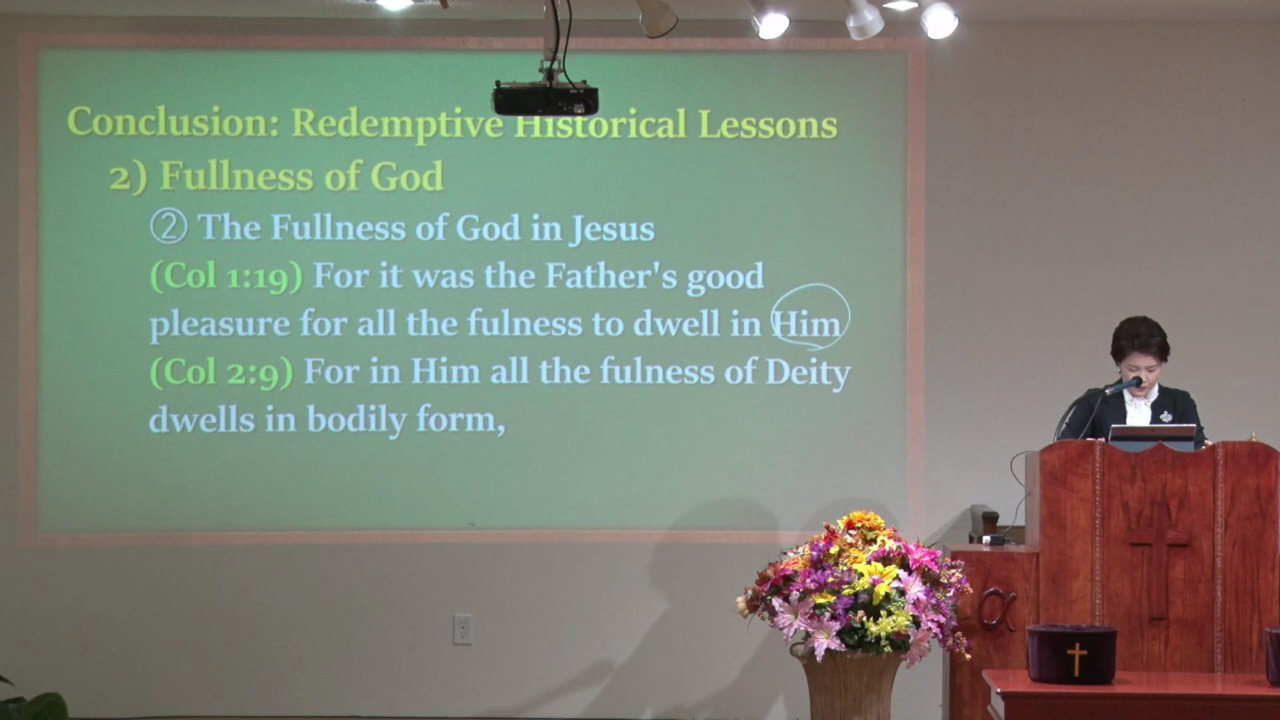 Conclusion: Redemptive Historical Lessons
2) Fullness of God
② The Fullness of God in Jesus
(Col 1:19) For it was the Father's good
pleasure for all the fulness to dwell in Him
(Col 2:9) For in Him all the fulness of Deity
dwells in bodily form,
α